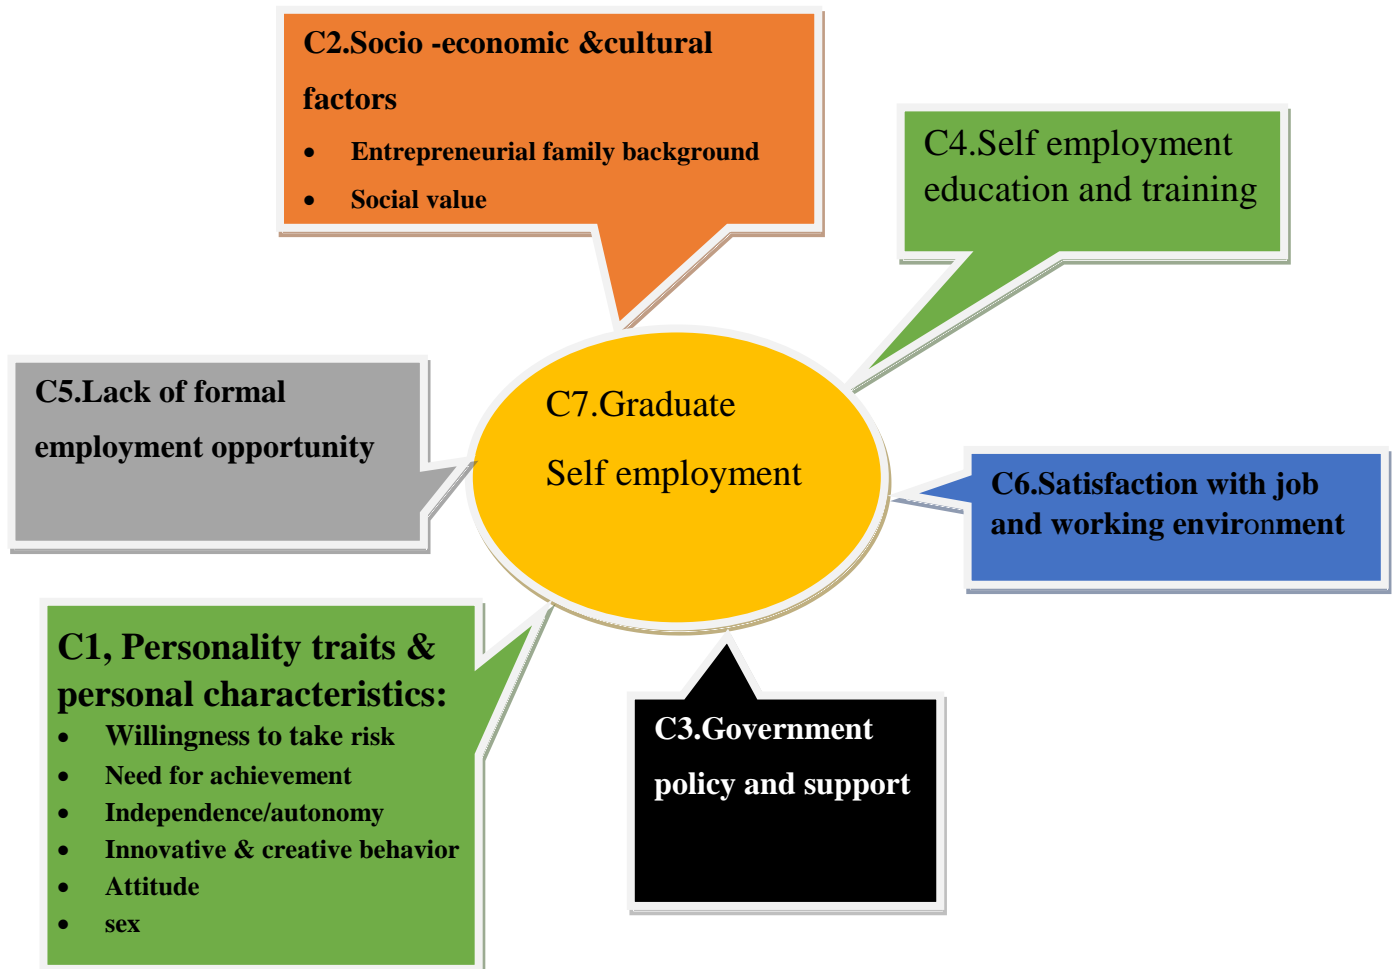 C2.Socio -economic &cultural
factors
• Entrepreneurial family background
• Social value
C4.Self employment
education and training
C5.Lack of formal
employment opportunity
C7.Graduate
Self employment
C6.Satisfaction with job
and working environment
C1, Personality traits &
personal characteristics:
• Willingness to take risk
• Need for achievement
• Independence/autonomy
• Innovative & creative behavior
• Attitude
• sex
C3.Government
policy and support